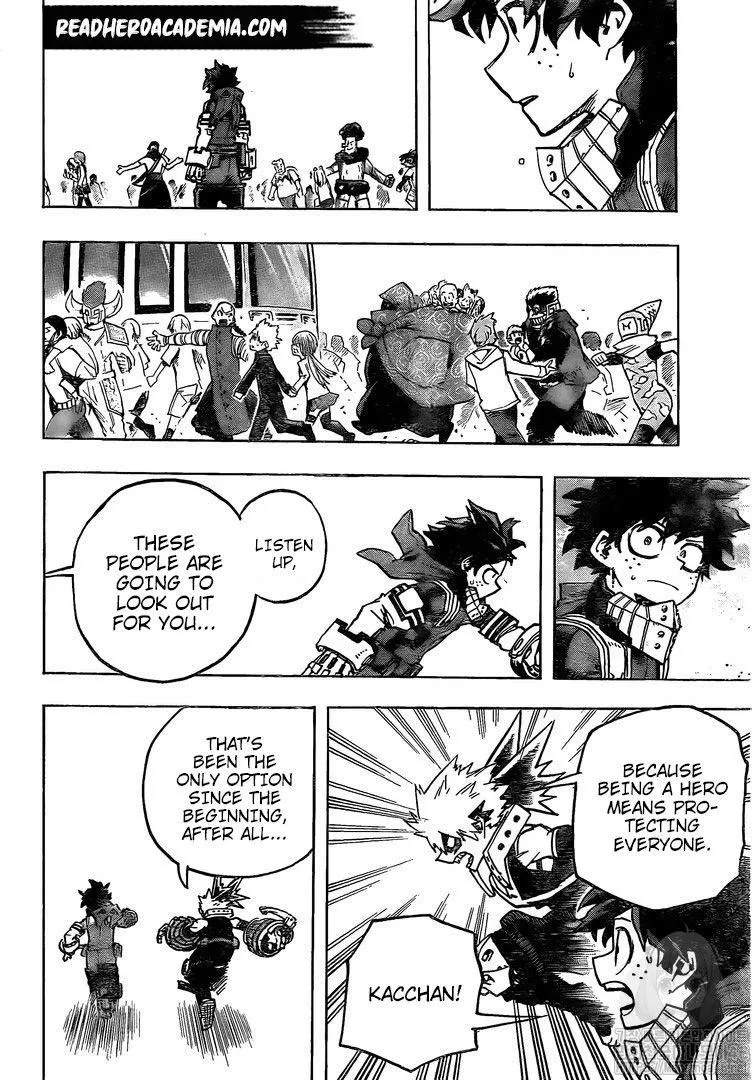 READHEROACADEMIA.COM
LISTEN
UP,
THESE
PEOPLE ARE
GOING TO
LOOK OUT
FOR YOU...
BECAUSE
BEING A HERO
MEANS PRO-
TECTING
EVERYONE.
KACCHAN!
THAT'S
BEEN THE
ONLY OPTION
SINCE THE
BEGINNING,
AFTER ALL...